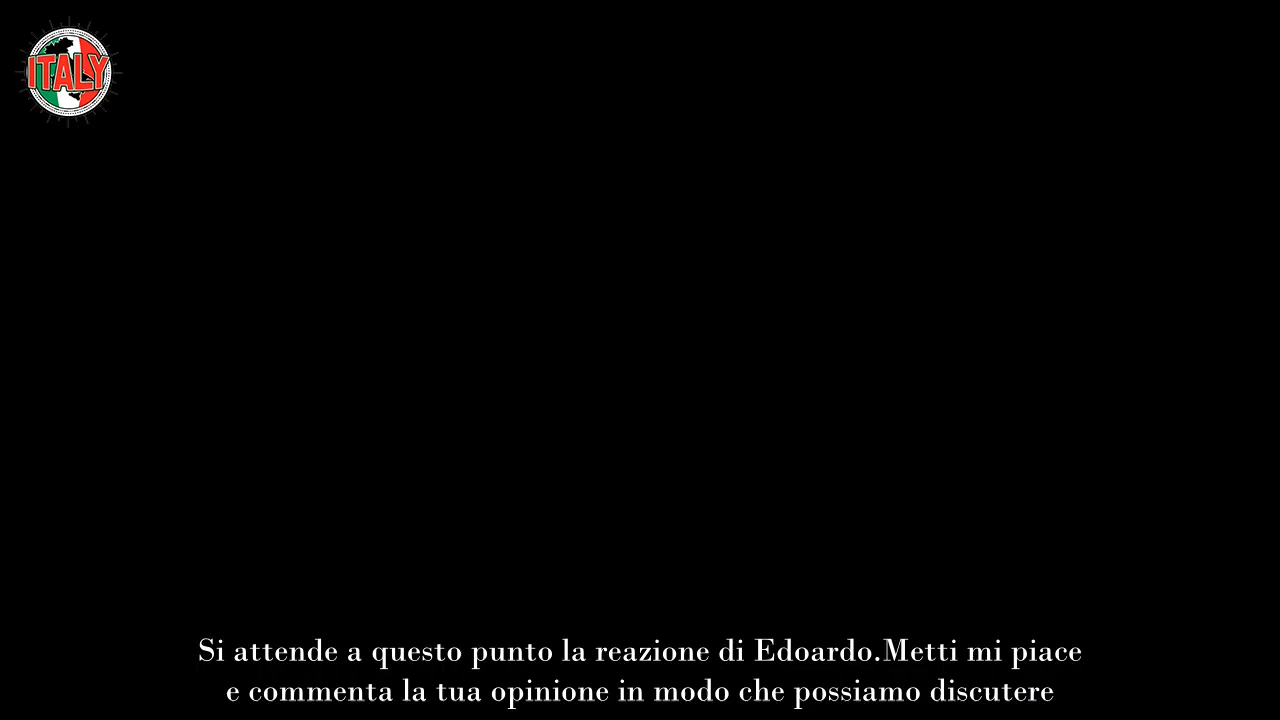 ITALY
Si attende a questo punto la reazione di Edoardo.Metti mi piace
e commenta la tua opinione in modo che possiamo discutere